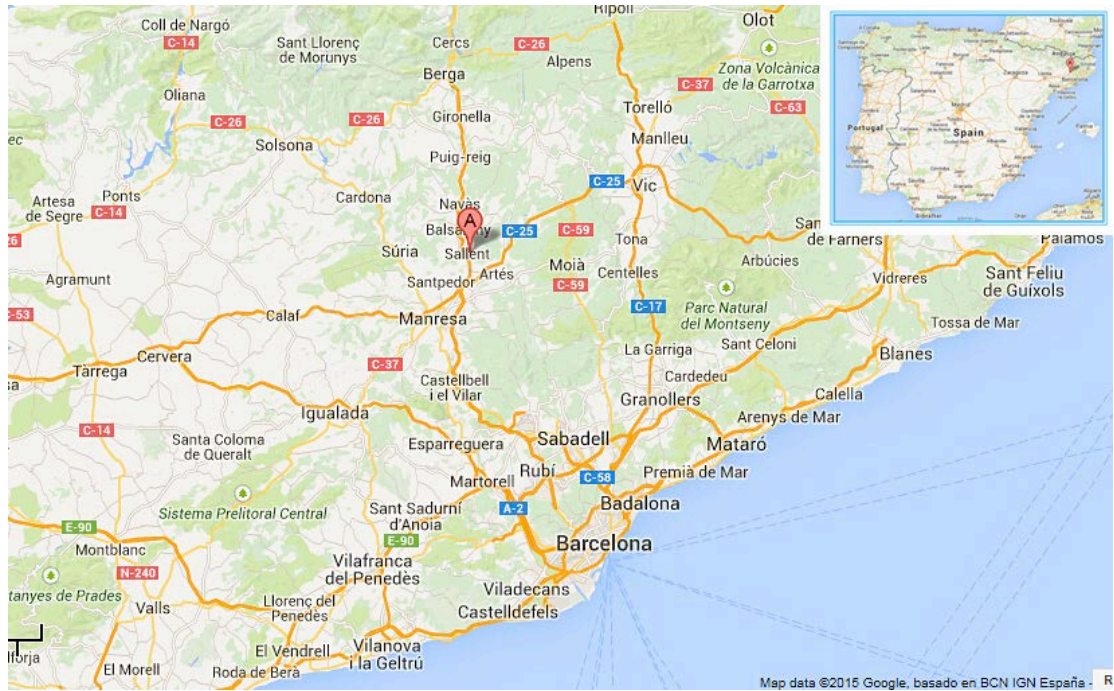 Coll de Nargó
C-14
Sant Llorenç
de Morunys
Cercs
C-26
Alpens
Ripoll
Olot
Berga
Zona Volcànica
de la Garrotxa
Oliana
C-26
C-26
Gironella
Torelló
C-37
C-63
Solsona
Manlleu
Puig-reig
Ponts
Cardona
C-25
Vic
Artesa
de Segre
C-14
Navàs
A
C-25
C-59
Súria
Sallent
Tona
Arbúcies
de Farners
Palamós
Agramunt
Santpedor
Artés
Moià
Centelles
Vidreres
Sant Feliu
de Guíxols
C-59
C-53
Calaf
Manresa
C-17
Parc Natural
del Montseny
Tossa de Mar
Cervera
La Garriga
Sant Celoni
Blanes
Tàrrega
C-37
Castellbell
i el Vilar
Cardedeu
Calella
Igualada
Granollers
Arenys de Mar
C-14
Santa Coloma
de Queralt
Esparreguera
Sabadell
Mataró
Martorell
Rubí
C-58
Premià de Mar
Sistema Prelitoral Central
Sant Sadurní
d'Anoia
A-2
Badalona
E-90
E-90
Montblanc
Barcelona
N-240
Vilafranca
del Penedès
Viladecans
Valls
Llorenç del
Penedès
Castelldefels
El Vendrell
Vilanova
i la Geltrú
El Morell
Roda de Berà
Portugal
Spain
Madrid
Map data ©2015 Google, basado en BCN IGN España -
R